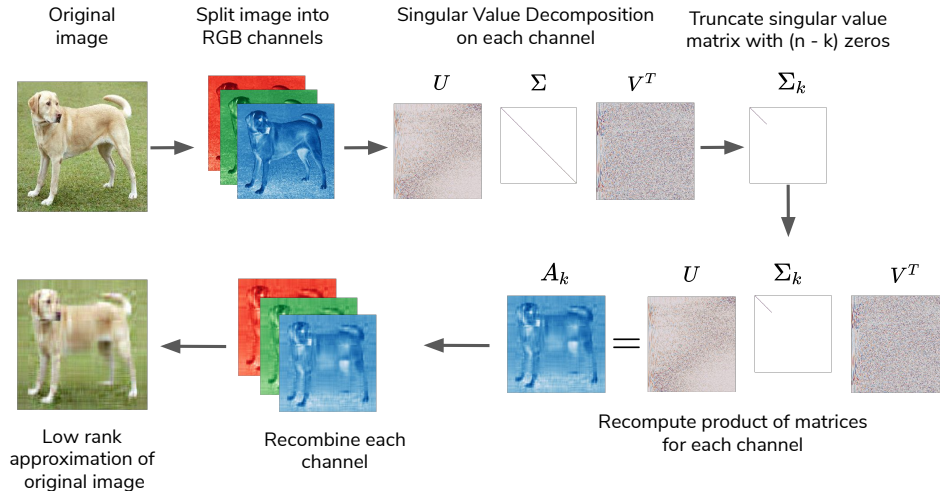 Original
image
Split image into
RGB channels
Singular Value Decomposition
on each channel
Truncate singular value
matrix with (n - k) zeros
U
Σ
V^T
Σ_k
A_k
=
U
Σ_k
V^T
Recompute product of matrices
for each channel
Recombine each
channel
Low rank
approximation of
original image